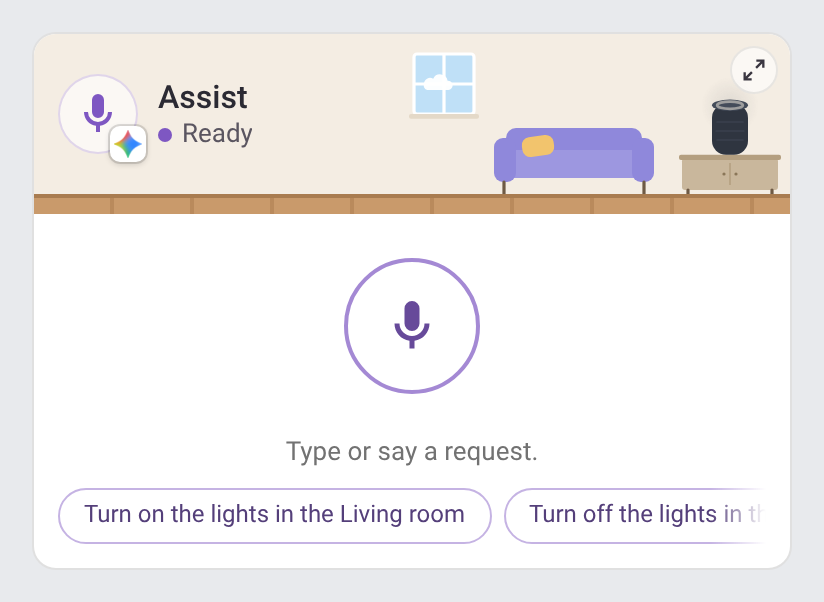 Assist
Ready
Type or say a request.
Turn on the lights in the Living room
Turn off the lights in